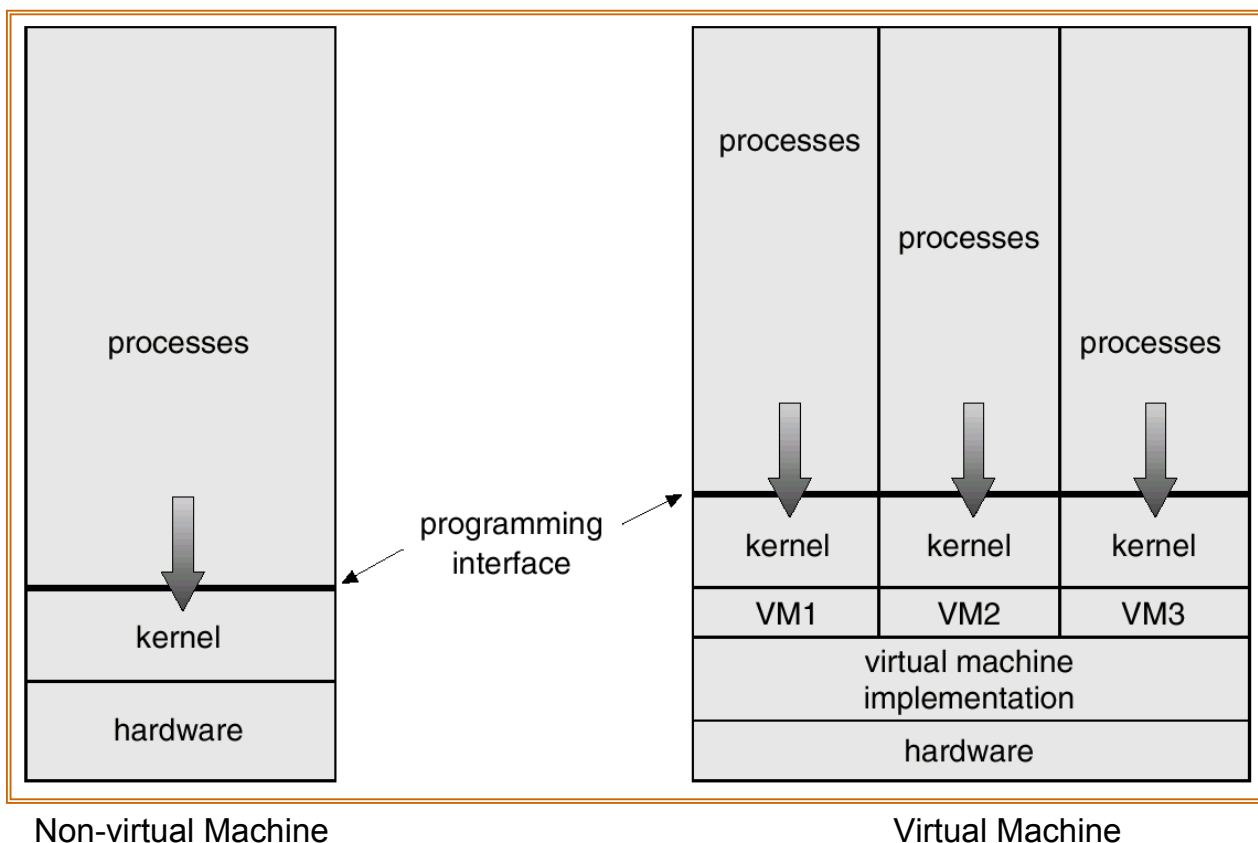 processes
kernel
hardware
programming
interface
processes
processes
processes
kernel
kernel
kernel
VM1
VM2
VM3
virtual machine
implementation
hardware
Non-virtual Machine
Virtual Machine